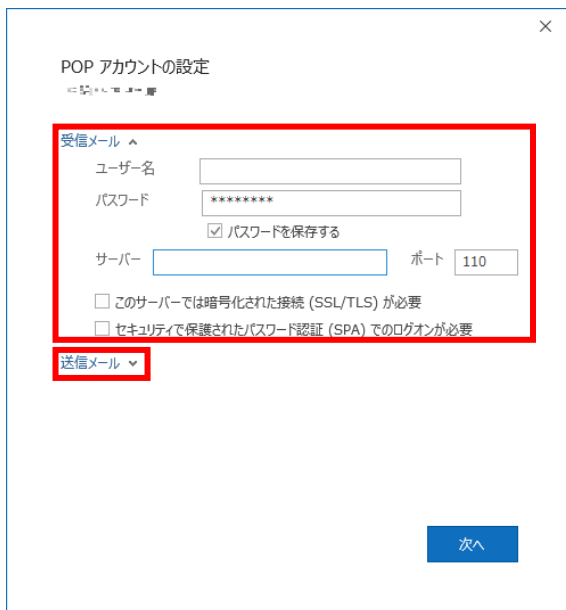 POP アカウントの設定
受信メール
ユーザー名
パスワード ********
パスワードを保存する
サーバー ポート 110
このサーバーでは暗号化された接続 (SSL/TLS) が必要
セキュリティで保護されたパスワード認証 (SPA) でのログオンが必要
送信メール
次へ